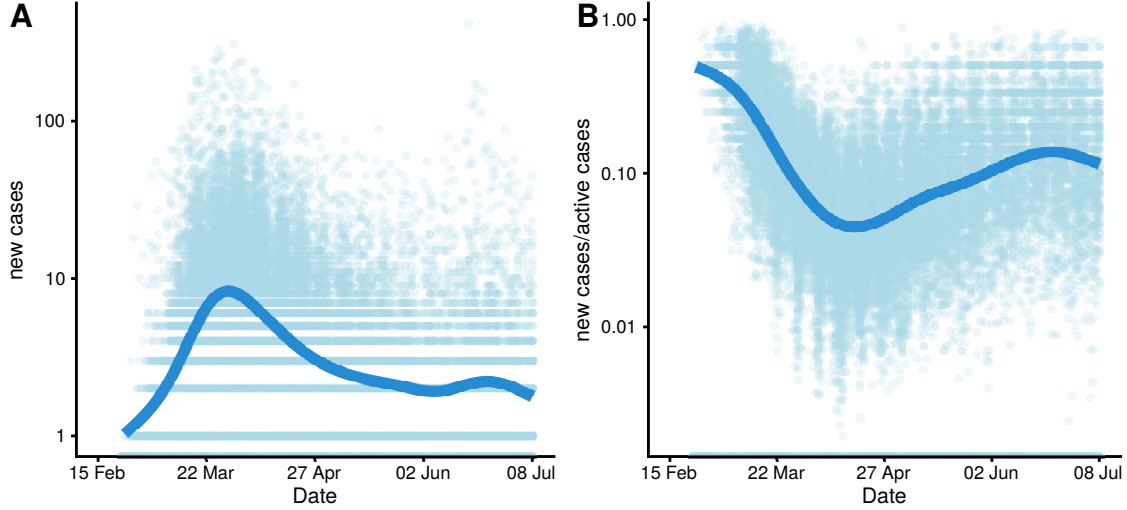 A
new cases
100
10
1
15 Feb 22 Mar 27 Apr 02 Jun 08 Jul
Date
B
new cases/active cases
1.00
0.10
0.01
15 Feb 22 Mar 27 Apr 02 Jun 08 Jul
Date